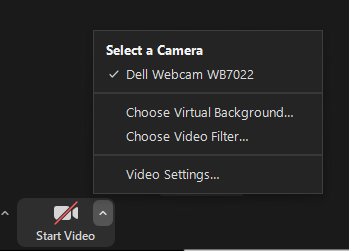 Select a Camera
✓ Dell Webcam WB7022
Choose Virtual Background...
Choose Video Filter...
Video Settings...
Start Video